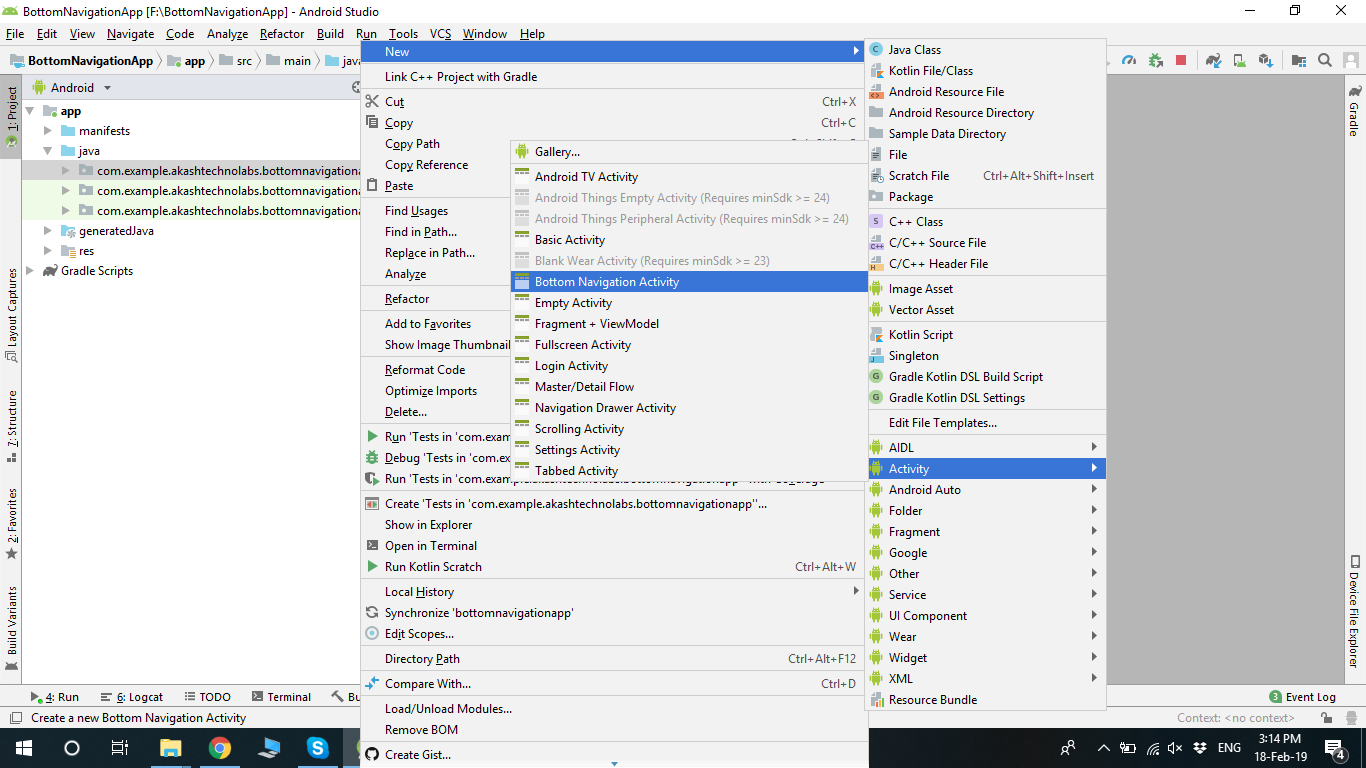 BottomNavigationApp [F:\BottomNavigationApp] - Android Studio
File Edit View Navigate Code Analyze Refactor Build Run Tools VCS Window Help
BottomNavigationApp app src main java
1: Project
Layout Captures
7: Structure
2: Favorites
Build Variants
Android
app
manifests
java
com.example.akashtechnolabs.bottomnavigationa
com.example.akashtechnolabs.bottomnavigationa
com.example.akashtechnolabs.bottomnavigationa
generatedJava
res
Gradle Scripts
New
Link C++ Project with Gradle
Cut Ctrl+X
Copy Ctrl+C
Copy Path
Copy Reference
Paste
Find Usages
Find in Path...
Replace in Path...
Analyze
Refactor
Add to Favorites
Show Image Thumbnail
Reformat Code
Optimize Imports
Delete...
Run 'Tests in 'com.exam
Debug 'Tests in 'com.ex
Run 'Tests in 'com.example.akashtechnolabs.bottomnavigationapp'' with Coverage
Create 'Tests in 'com.example.akashtechnolabs.bottomnavigationapp''...
Show in Explorer
Open in Terminal
Run Kotlin Scratch Ctrl+Alt+W
Local History
Synchronize 'bottomnavigationapp'
Edit Scopes...
Directory Path Ctrl+Alt+F12
Compare With... Ctrl+D
Load/Unload Modules...
Remove BOM
Create Gist...
Gallery...
Android TV Activity
Android Things Empty Activity (Requires minSdk >= 24)
Android Things Peripheral Activity (Requires minSdk >= 24)
Basic Activity
Blank Wear Activity (Requires minSdk >= 23)
Bottom Navigation Activity
Empty Activity
Fragment + ViewModel
Fullscreen Activity
Login Activity
Master/Detail Flow
Navigation Drawer Activity
Scrolling Activity
Settings Activity
Tabbed Activity
Java Class
Kotlin File/Class
Android Resource File
Android Resource Directory
Sample Data Directory
File
Scratch File Ctrl+Alt+Shift+Insert
Package
C++ Class
C/C++ Source File
C/C++ Header File
Image Asset
Vector Asset
Kotlin Script
Singleton
Gradle Kotlin DSL Build Script
Gradle Kotlin DSL Settings
Edit File Templates...
AIDL
Activity
Android Auto
Folder
Fragment
Google
Other
Service
UI Component
Wear
Widget
XML
Resource Bundle
Gradle
Device File Explorer
4: Run 6: Logcat TODO Terminal Bu
3 Event Log
Create a new Bottom Navigation Activity
Context: <no context>
ENG
3:14 PM
18-Feb-19
4